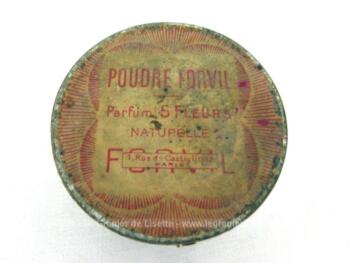 POUDRE FORVIL
Parfum 5 FLEURS
NATURELLE
FORVIL
1, Rue de Castiglione
PARIS